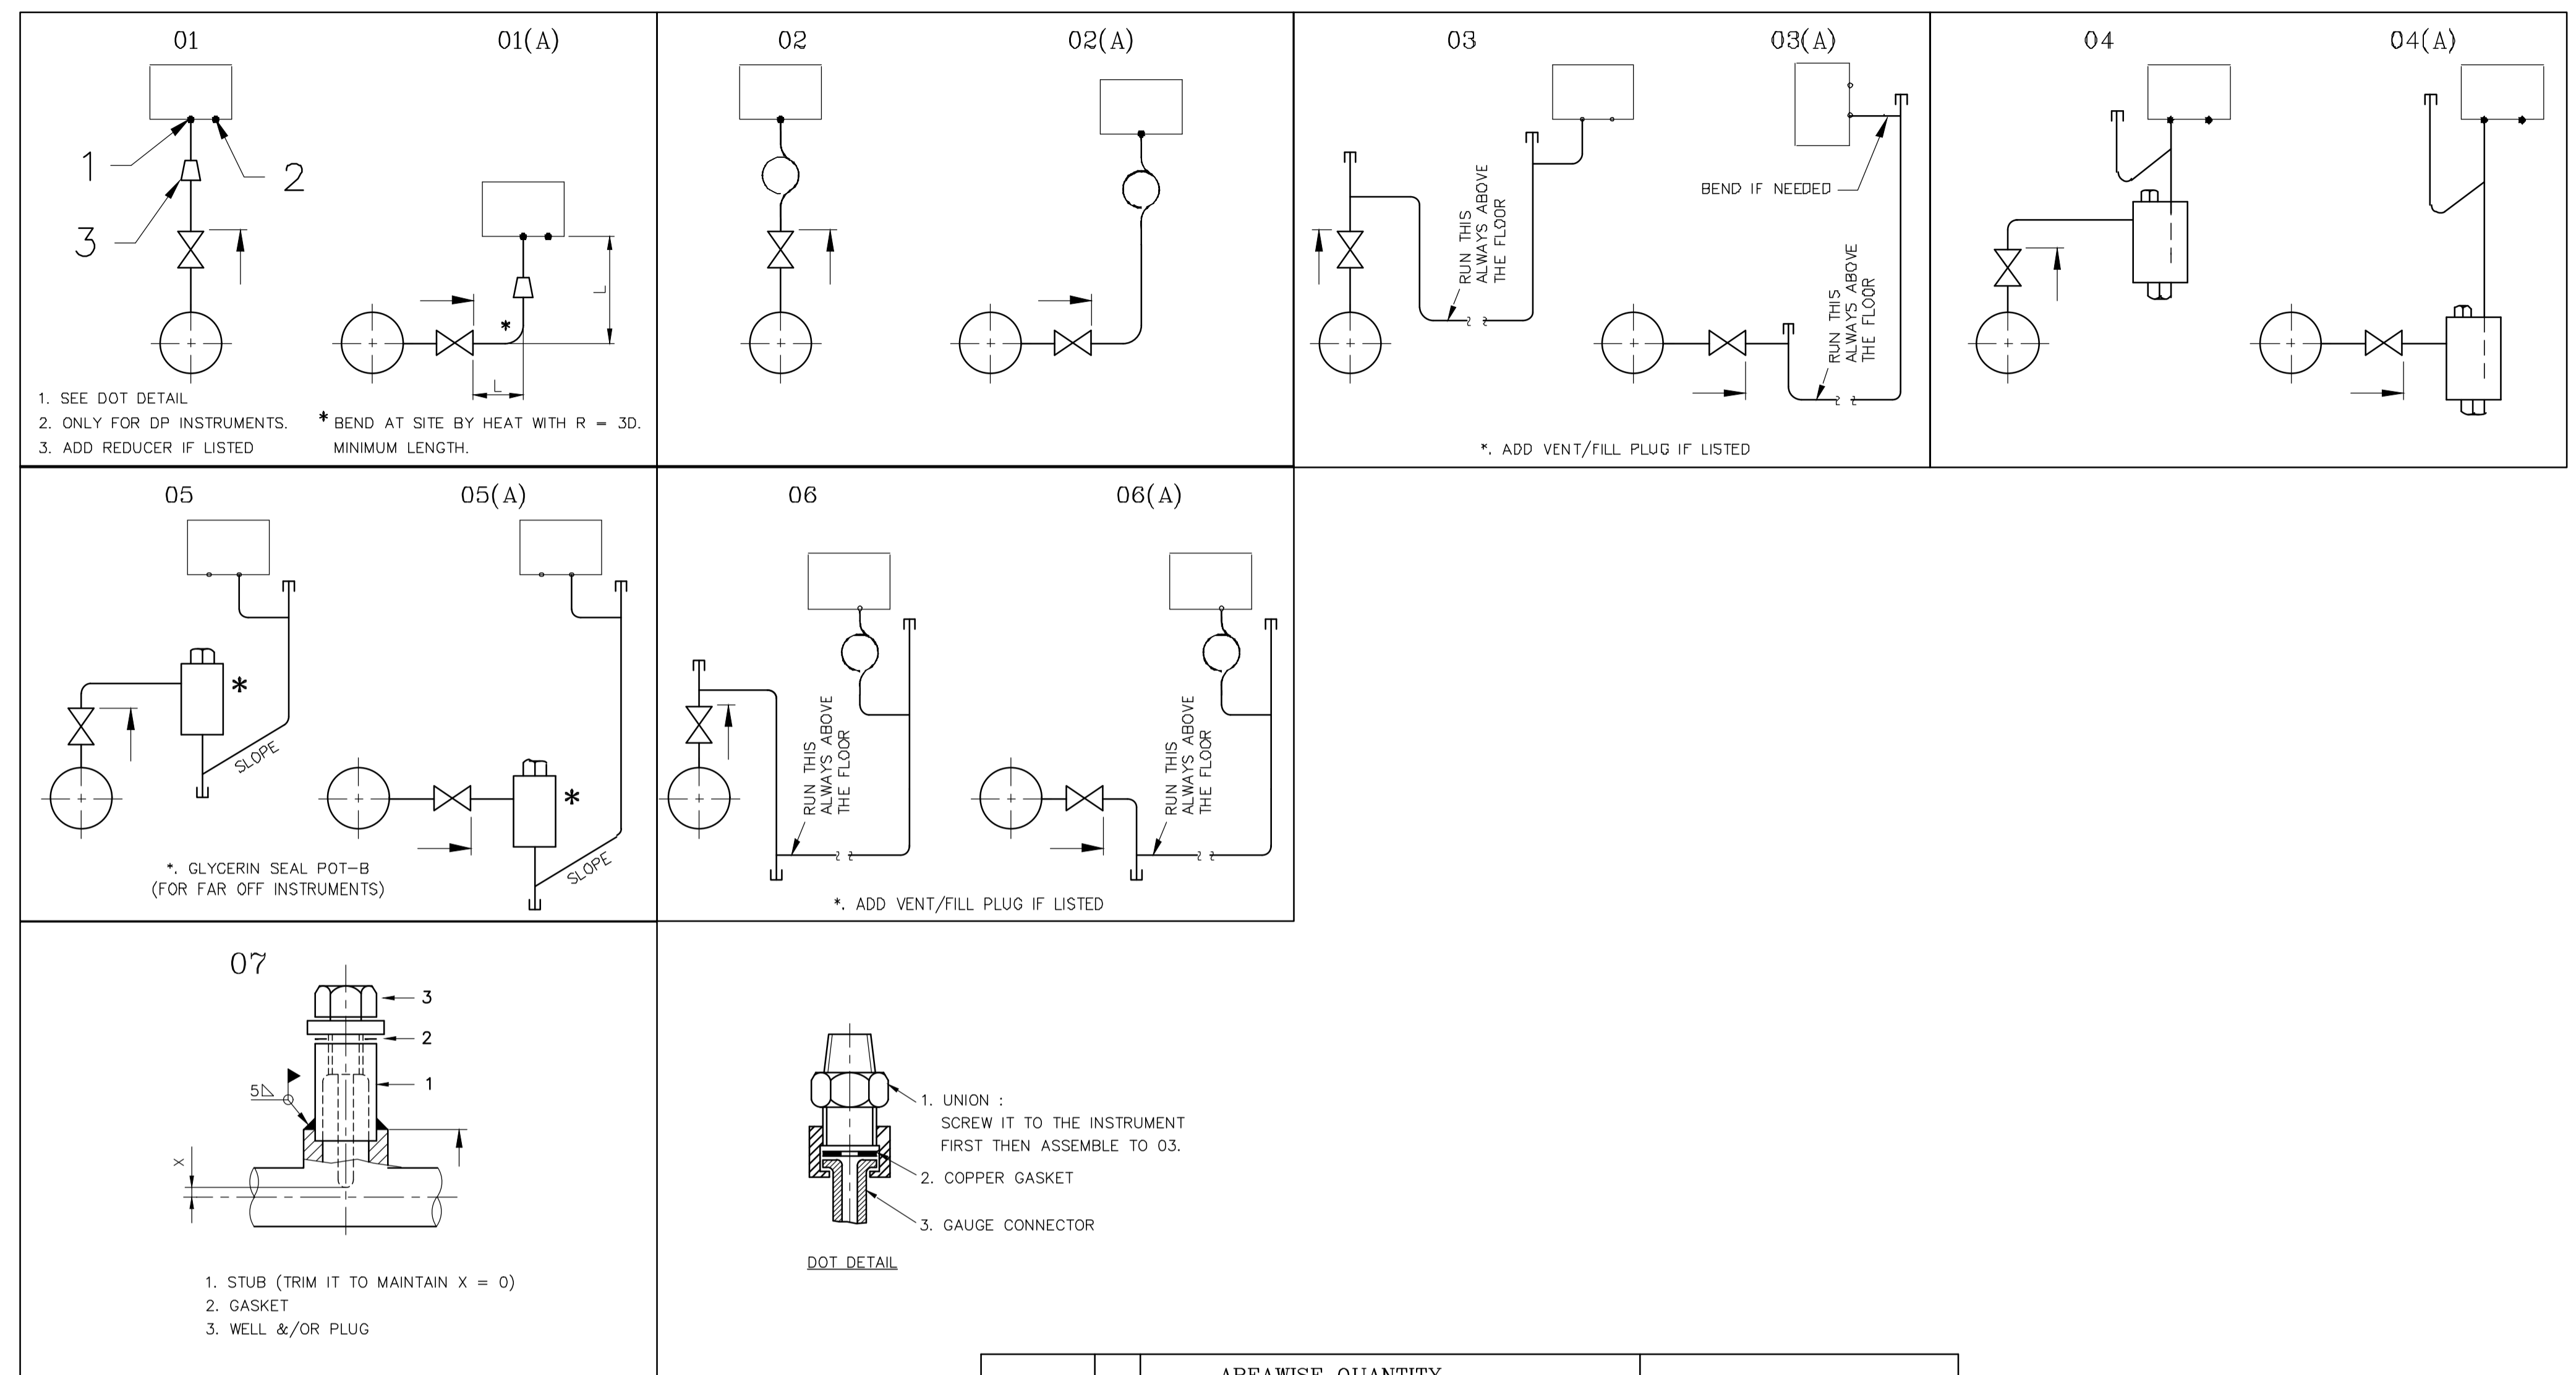 01
01(A)
1
2
3
L
*
L
1. SEE DOT DETAIL
2. ONLY FOR DP INSTRUMENTS.
3. ADD REDUCER IF LISTED
* BEND AT SITE BY HEAT WITH R = 3D.
MINIMUM LENGTH.
02
02(A)
03
03(A)
BEND IF NEEDED
RUN THIS
ALWAYS ABOVE
THE FLOOR
RUN THIS
ALWAYS ABOVE
THE FLOOR
*. ADD VENT/FILL PLUG IF LISTED
04
04(A)
05
05(A)
*
SLOPE
*
SLOPE
*. GLYCERIN SEAL POT-B
(FOR FAR OFF INSTRUMENTS)
06
06(A)
RUN THIS
ALWAYS ABOVE
THE FLOOR
RUN THIS
ALWAYS ABOVE
THE FLOOR
*. ADD VENT/FILL PLUG IF LISTED
07
3
2
1
5
X
1. STUB (TRIM IT TO MAINTAIN X = 0)
2. GASKET
3. WELL &/OR PLUG
1. UNION :
SCREW IT TO THE INSTRUMENT
FIRST THEN ASSEMBLE TO 03.
2. COPPER GASKET
3. GAUGE CONNECTOR
DOT DETAIL
AREAWISE QUANTITY